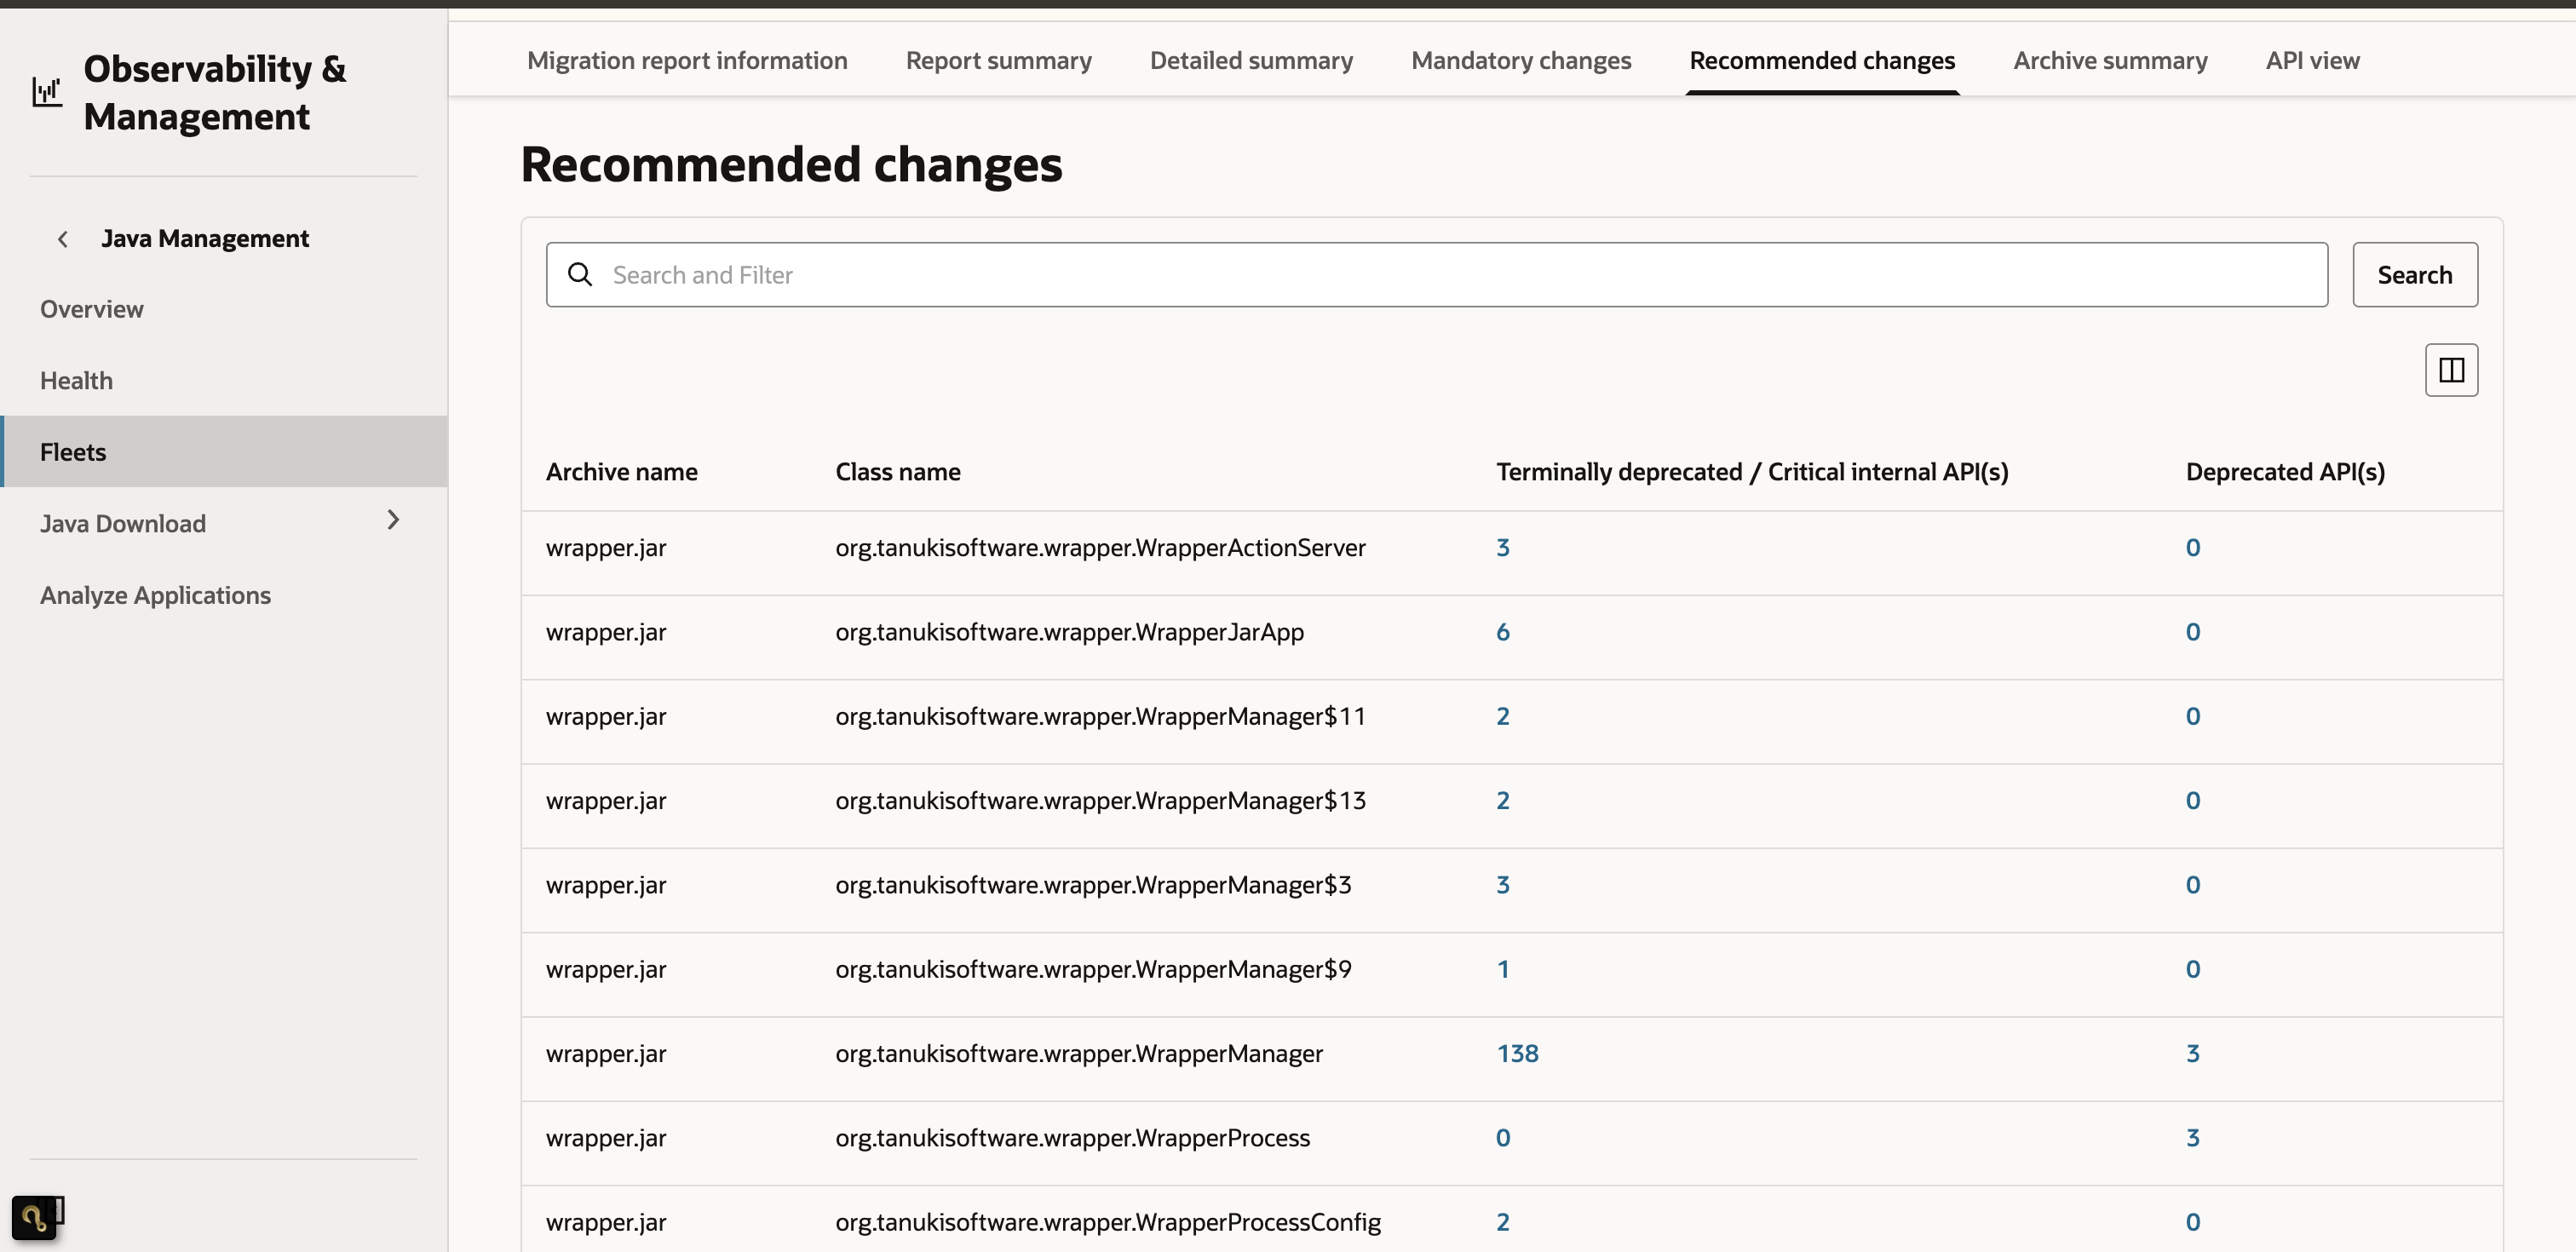 Observability &
Management
Java Management
Overview
Health
Fleets
Java Download
Analyze Applications
Migration report information Report summary Detailed summary Mandatory changes Recommended changes Archive summary API view
Recommended changes
Search and Filter Search
Archive name Class name Terminally deprecated / Critical internal API(s) Deprecated API(s)
wrapper.jar org.tanukisoftware.wrapper.WrapperActionServer 3 0
wrapper.jar org.tanukisoftware.wrapper.WrapperJarApp 6 0
wrapper.jar org.tanukisoftware.wrapper.WrapperManager$11 2 0
wrapper.jar org.tanukisoftware.wrapper.WrapperManager$13 2 0
wrapper.jar org.tanukisoftware.wrapper.WrapperManager$3 3 0
wrapper.jar org.tanukisoftware.wrapper.WrapperManager$9 1 0
wrapper.jar org.tanukisoftware.wrapper.WrapperManager 138 3
wrapper.jar org.tanukisoftware.wrapper.WrapperProcess 0 3
wrapper.jar org.tanukisoftware.wrapper.WrapperProcessConfig 2 0